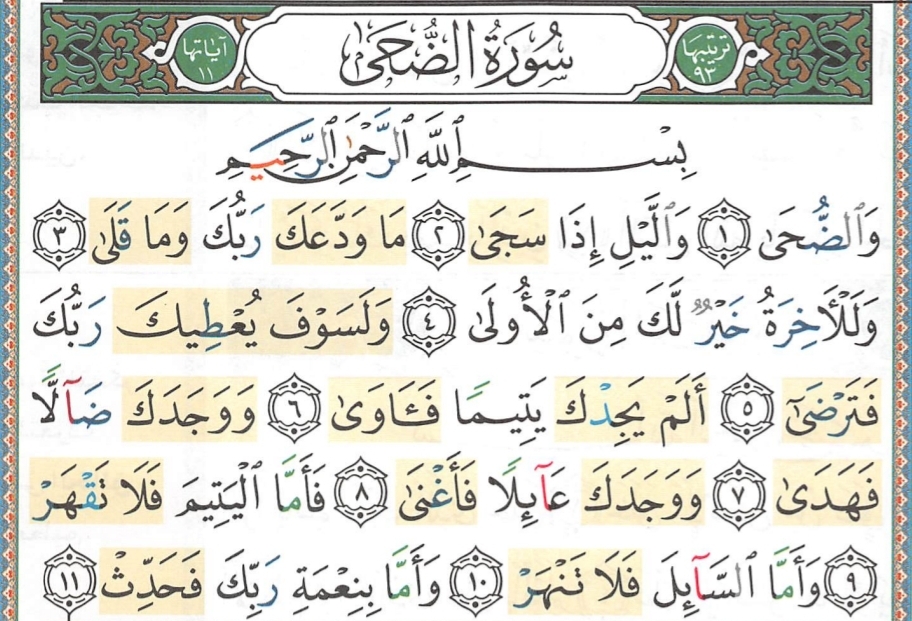 ترتيبها ٩٣ سُورَةُ الضُّحَىٰ آياتها ١١
بِسْمِ ٱللَّهِ ٱلرَّحْمَٰنِ ٱلرَّحِيمِ
وَٱلضُّحَىٰ ١ وَٱلَّيْلِ إِذَا سَجَىٰ ٢ مَا وَدَّعَكَ رَبُّكَ وَمَا قَلَىٰ ٣
وَلَلْأَخِرَةُ خَيْرٌ لَّكَ مِنَ ٱلْأُولَىٰ ٤ وَلَسَوْفَ يُعْطِيكَ رَبُّكَ
فَتَرْضَىٰٓ ٥ أَلَمْ يَجِدْكَ يَتِيمًا فَـَٔاوَىٰ ٦ وَوَجَدَكَ ضَآلًّا
فَهَدَىٰ ٧ وَوَجَدَكَ عَآئِلًا فَأَغْنَىٰ ٨ فَأَمَّا ٱلْيَتِيمَ فَلَا تَقْهَرْ
٩ وَأَمَّا ٱلسَّآئِلَ فَلَا تَنْهَرْ ١٠ وَأَمَّا بِنِعْمَةِ رَبِّكَ فَحَدِّثْ ١١